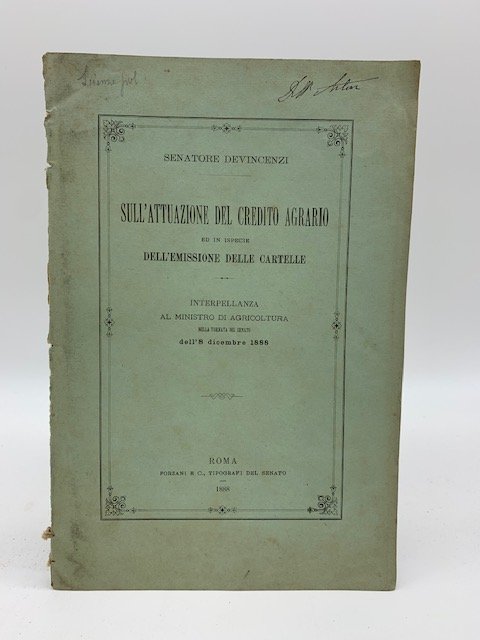 SENATORE DEVINCENZI
SULL'ATTUAZIONE DEL CREDITO AGRARIO
ED IN ISPECIE
DELL'EMISSIONE DELLE CARTELLE
INTERPELLANZA
AL MINISTRO DI AGRICOLTURA
NELLA TORNATA DEL SENATO
dell'8 dicembre 1888
ROMA
FORZANI E C., TIPOGRAFI DEL SENATO
1888